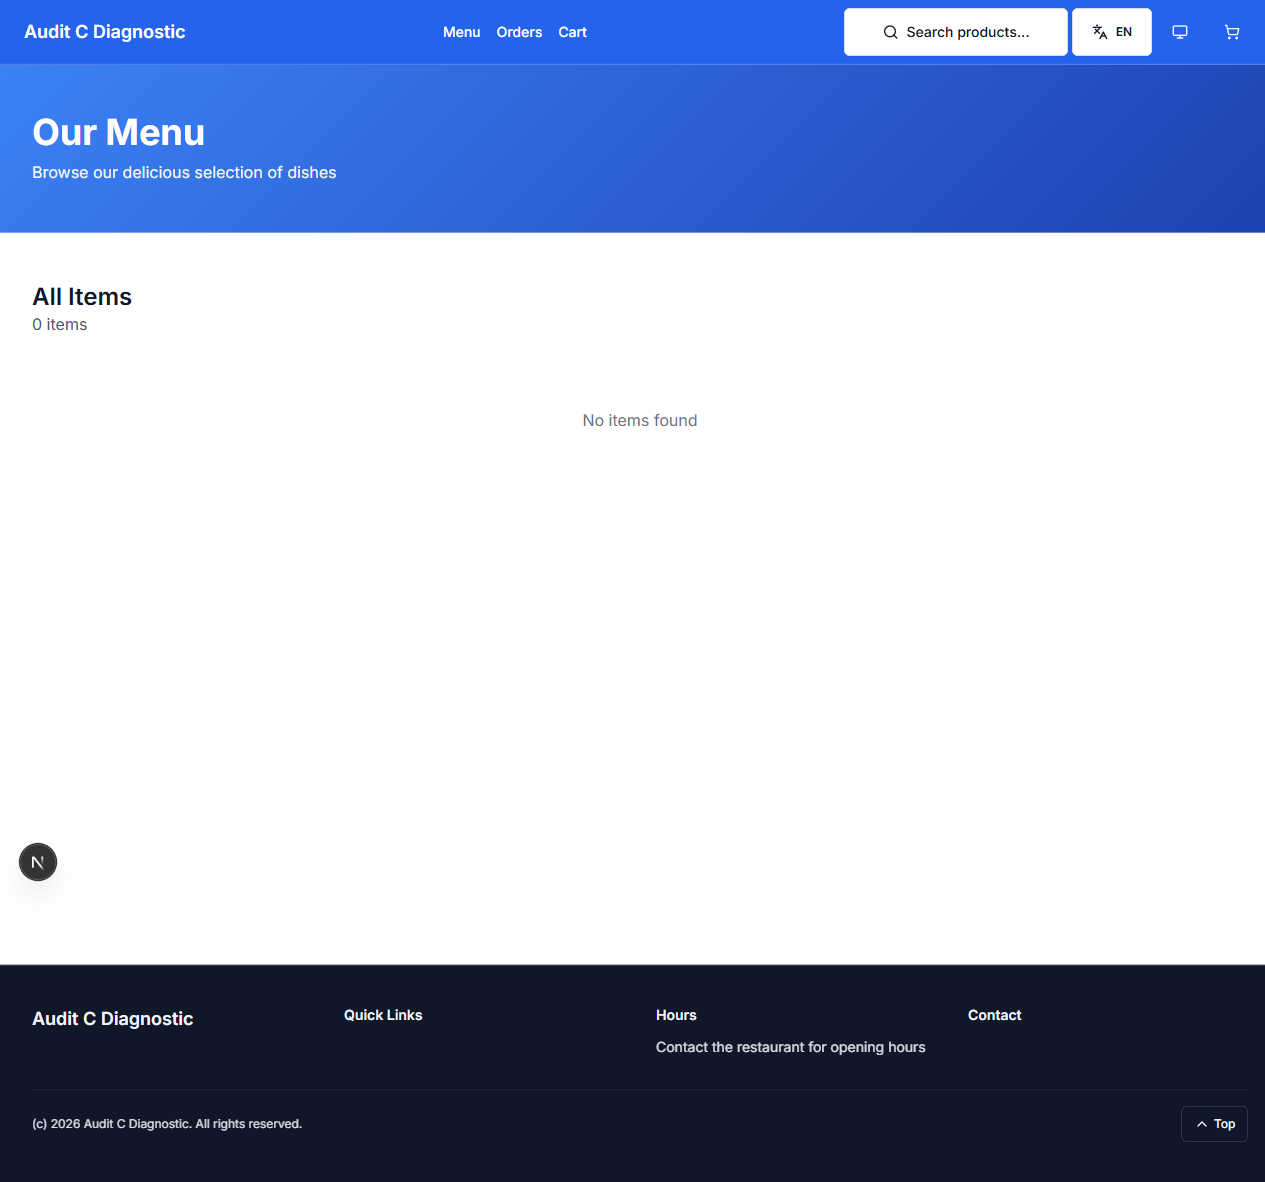 Audit C Diagnostic
Menu Orders Cart
Search products...
EN
Our Menu
Browse our delicious selection of dishes
All Items
0 items
No items found
N
Audit C Diagnostic
Quick Links
Hours
Contact the restaurant for opening hours
Contact
(c) 2026 Audit C Diagnostic. All rights reserved.
Top